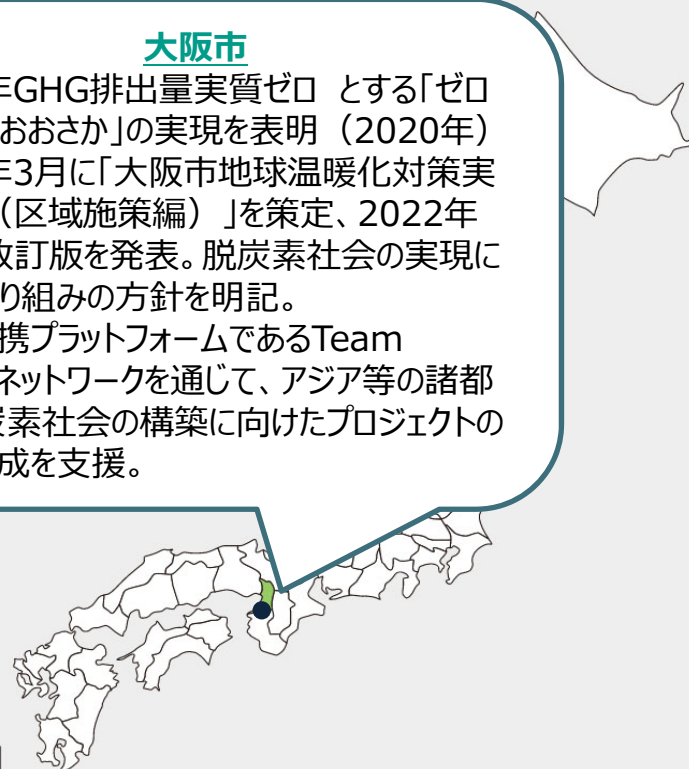 大阪市
年GHG排出量実質ゼロ とする「ゼロ
おおさか」の実現を表明（2020年）
年3月に「大阪市地球温暖化対策実
（区域施策編）」を策定、2022年
改訂版を発表。脱炭素社会の実現に
り組みの方針を明記。
携プラットフォームであるTeam
ネットワークを通じて、アジア等の諸都
炭素社会の構築に向けたプロジェクトの
成を支援。